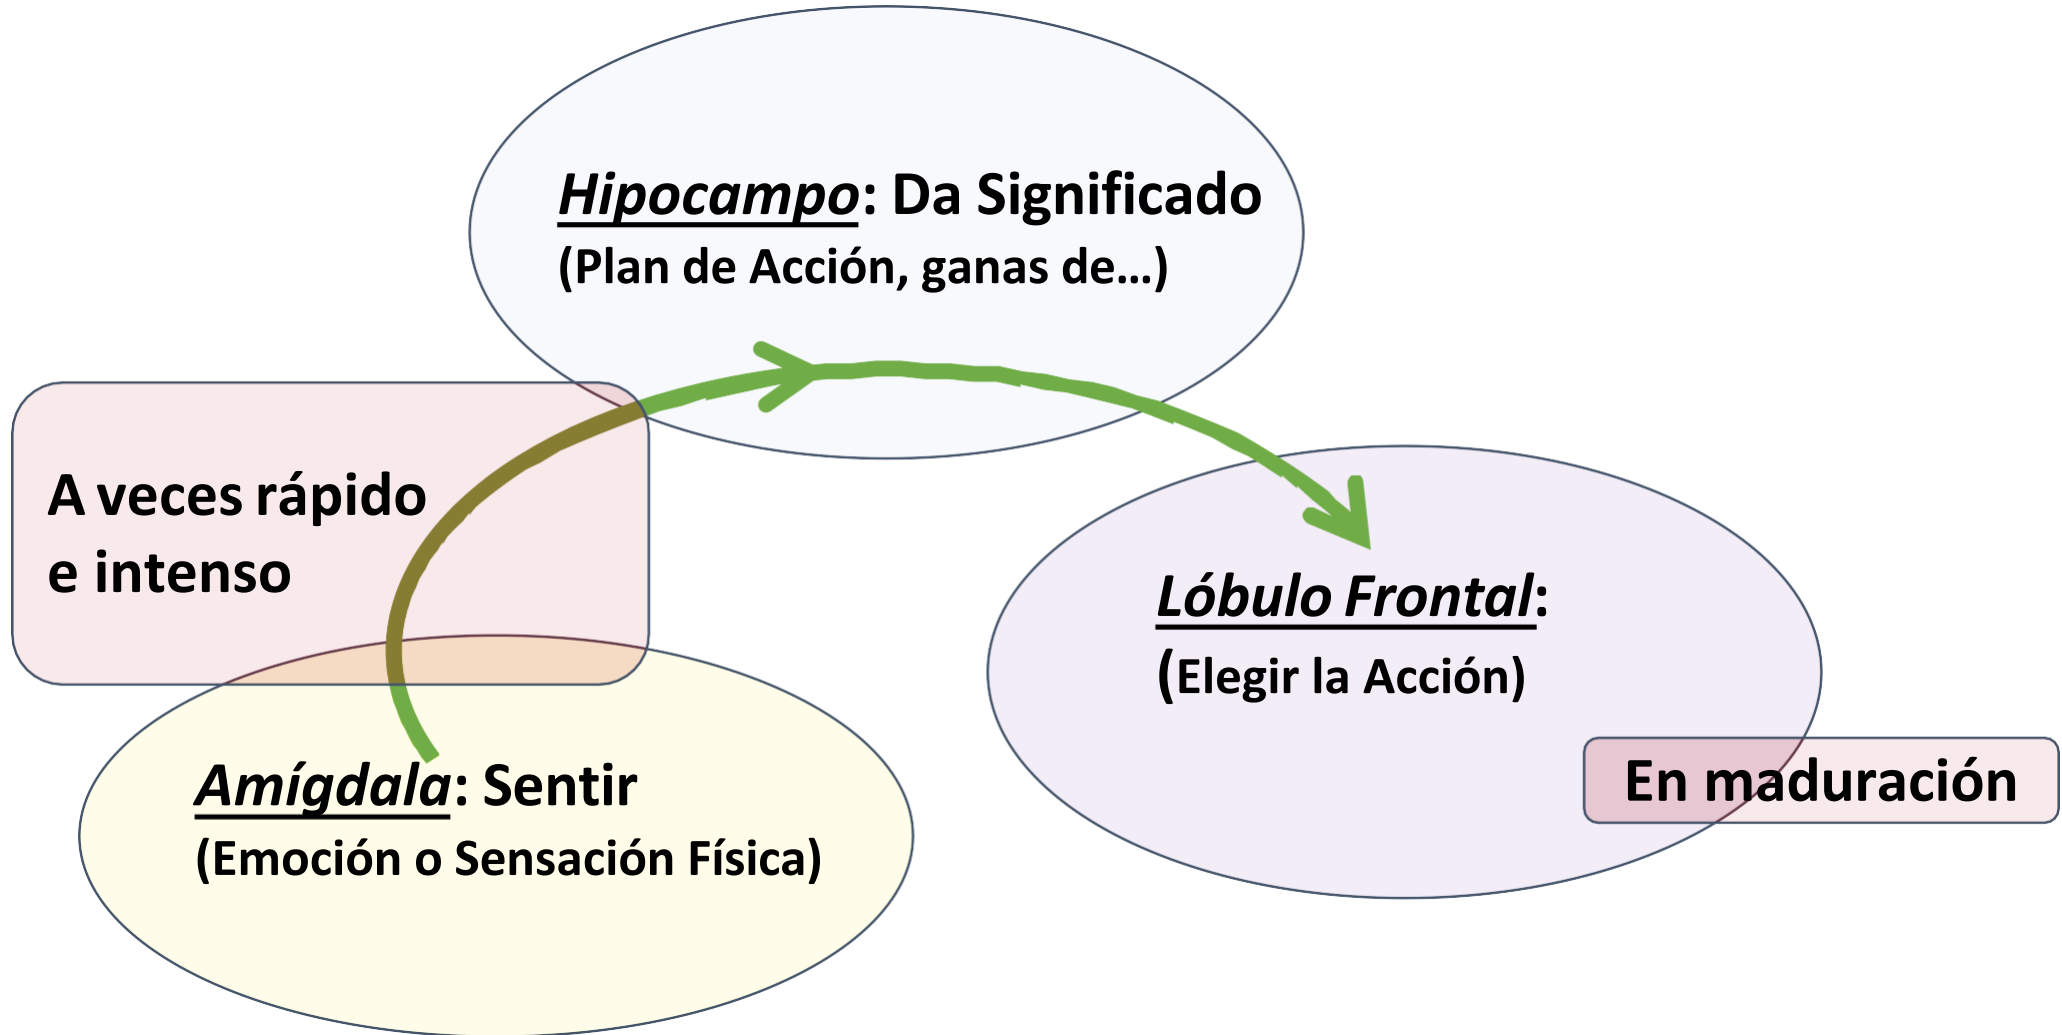 Hipocampo: Da Significado
(Plan de Acción, ganas de...)
A veces rápido
e intenso
Lóbulo Frontal:
(Elegir la Acción)
Amígdala: Sentir
(Emoción o Sensación Física)
En maduración